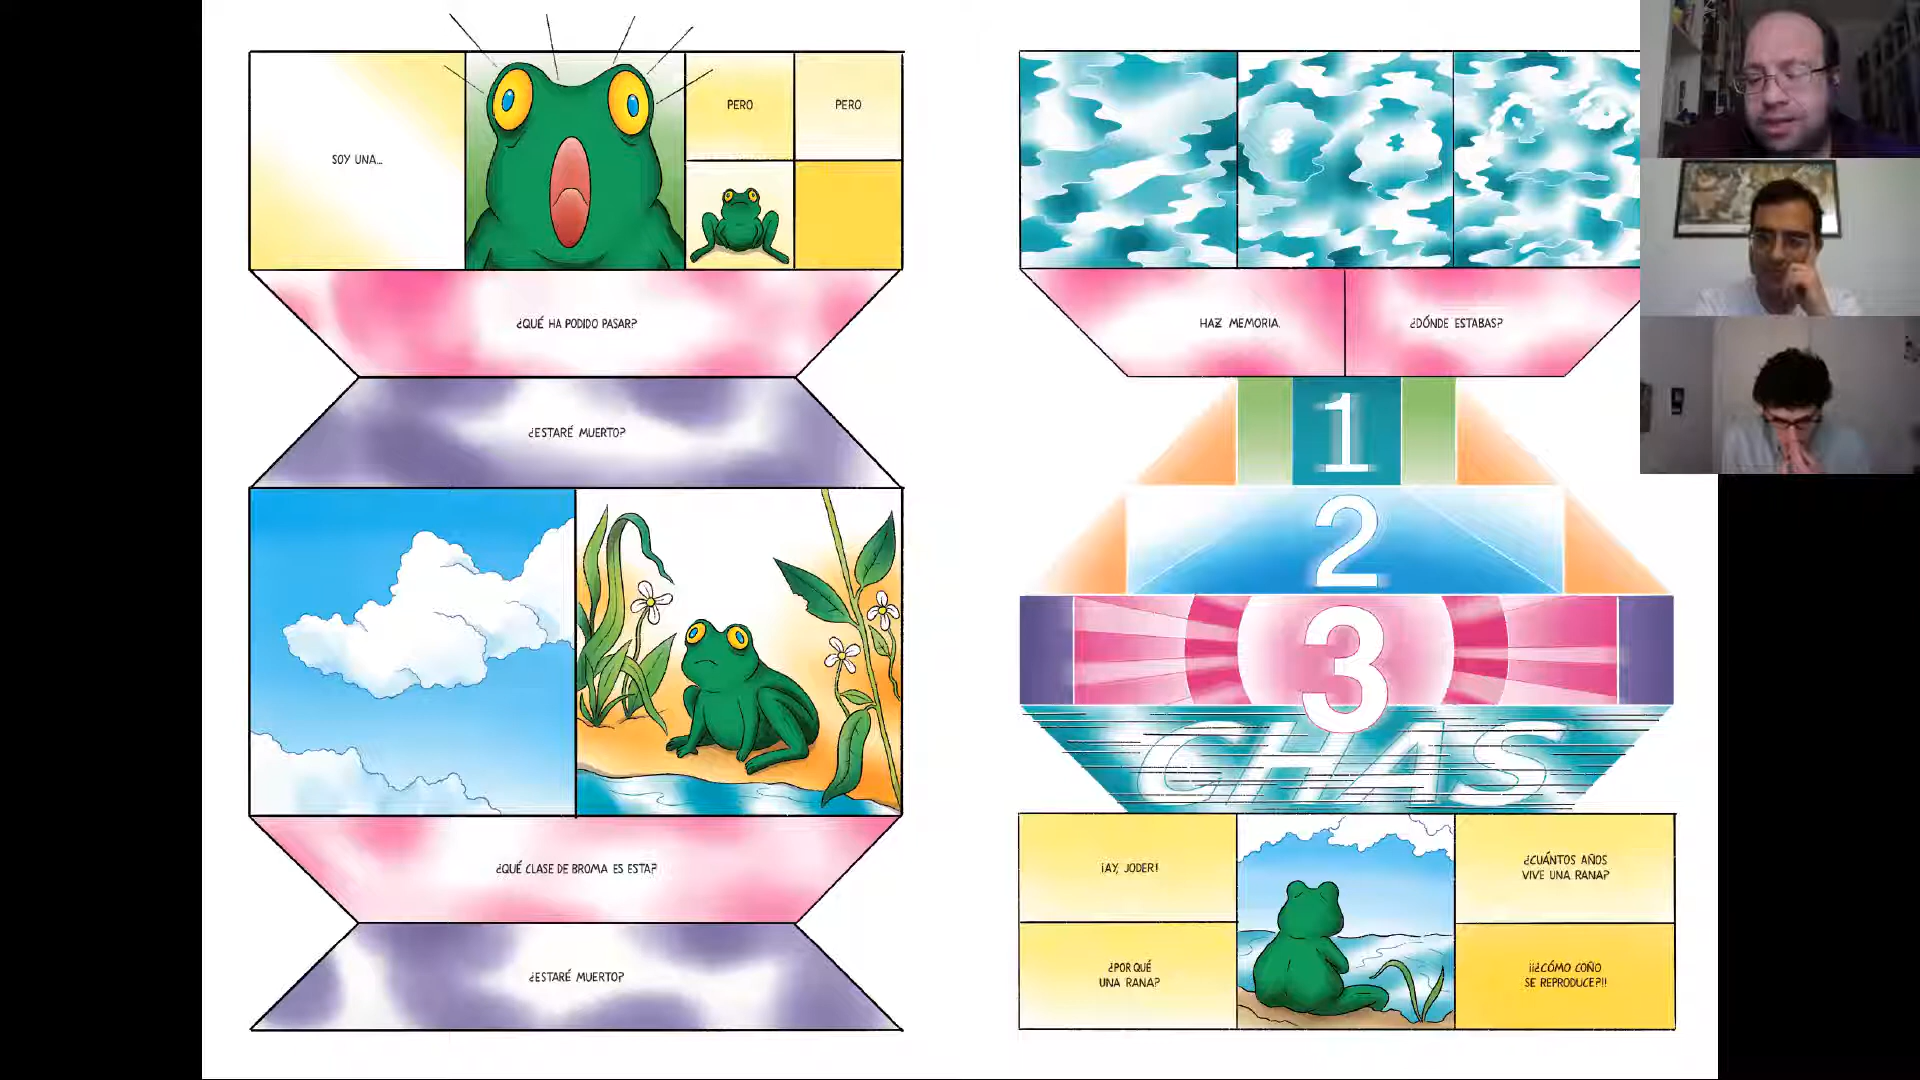 SOY UNA...
PERO
PERO
¿QUÉ HA PODIDO PASAR?
¿ESTARÉ MUERTO?
¿QUÉ CLASE DE BROMA ES ESTA?
¿ESTARÉ MUERTO?
HAZ MEMORIA.
¿DÓNDE ESTABAS?
1
2
3
CHAS
¡AY, JODER!
¿POR QUÉ
UNA RANA?
¿CUÁNTOS AÑOS
VIVE UNA RANA?
¡¡¿CÓMO COÑO
SE REPRODUCE?!!